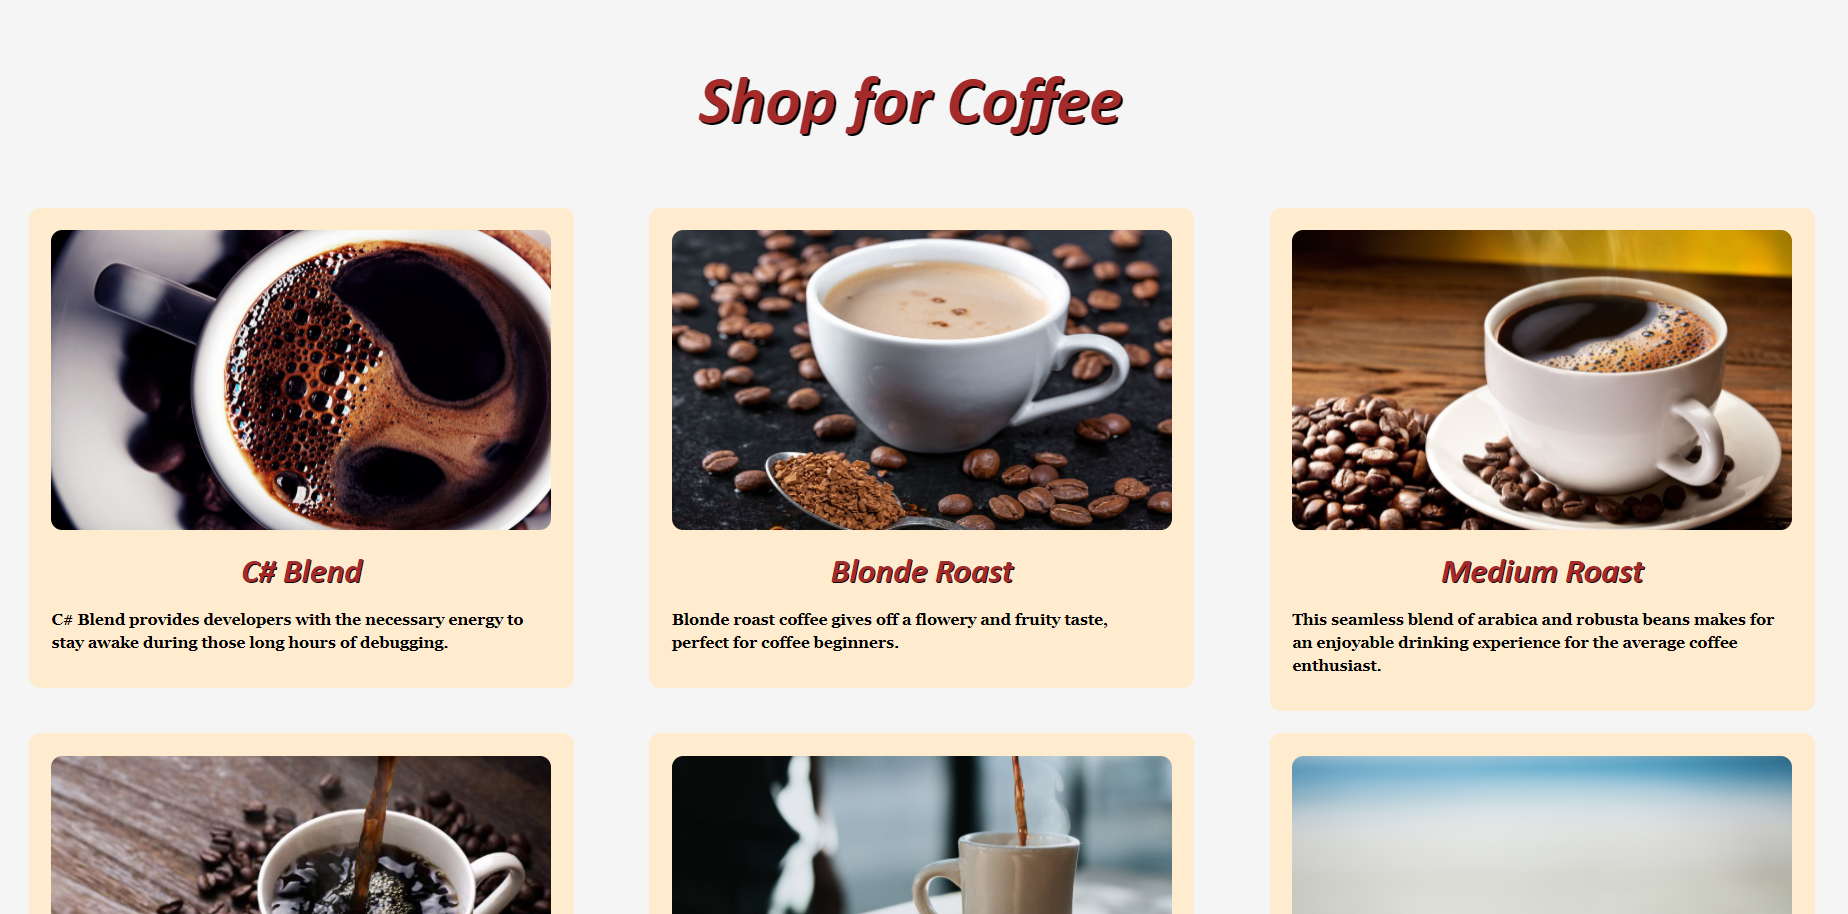 Shop for Coffee
C# Blend
C# Blend provides developers with the necessary energy to
stay awake during those long hours of debugging.
Blonde Roast
Blonde roast coffee gives off a flowery and fruity taste,
perfect for coffee beginners.
Medium Roast
This seamless blend of arabica and robusta beans makes for
an enjoyable drinking experience for the average coffee
enthusiast.